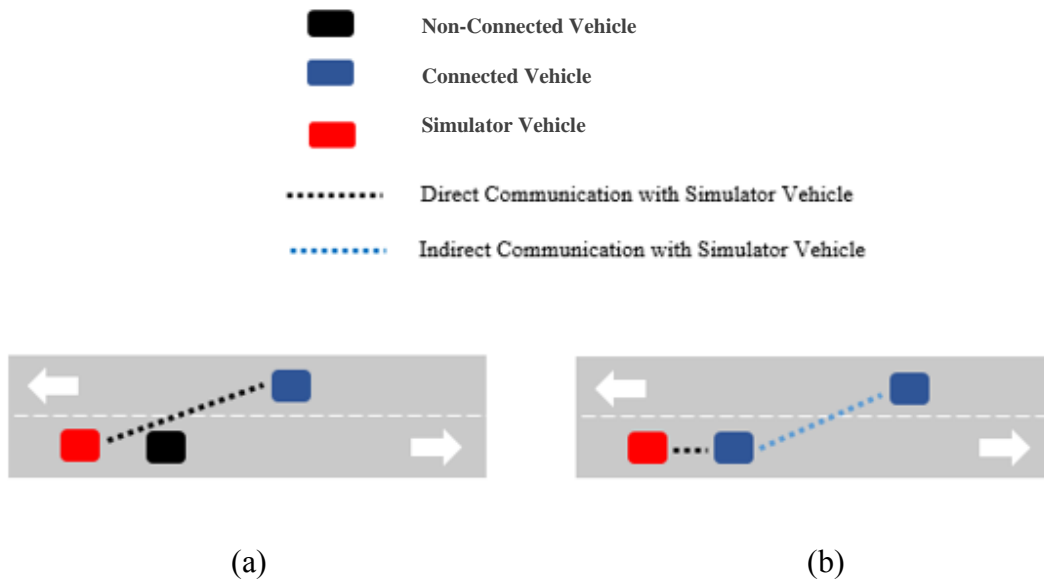 Non-Connected Vehicle
Connected Vehicle
Simulator Vehicle
Direct Communication with Simulator Vehicle
Indirect Communication with Simulator Vehicle
(a)
(b)